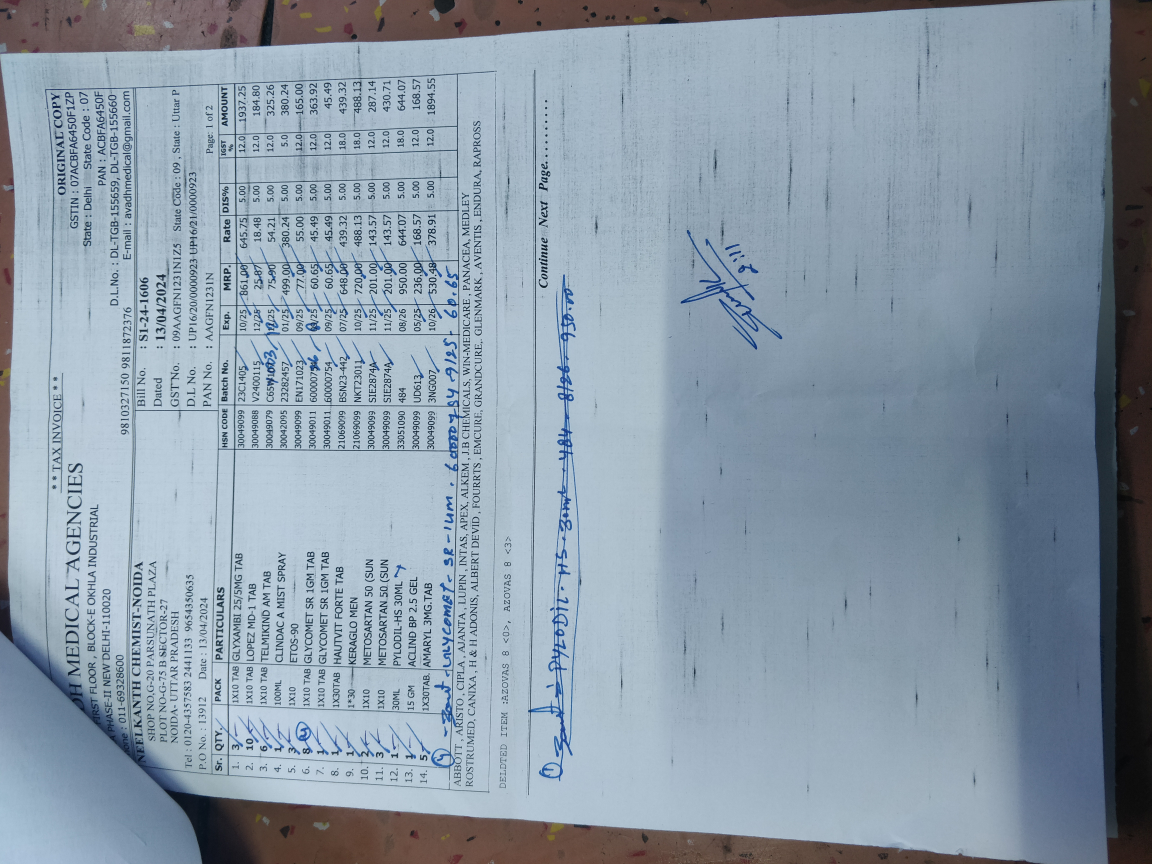 ** TAX INVOICE **
ORIGINAL COPY
DH MEDICAL AGENCIES
GSTIN : 07ACBFA6450F1ZP
FIRST FLOOR , BLOCK-E OKHLA INDUSTRIAL
State : Delhi State Code : 07
PHASE-II NEW DELHI-110020
PAN : ACBFA6450F
D.L.No. : DL-TGB-155659, DL-TGB-155660
one : 011-69328600
9810327150 9811872376
E-mail : avadhmedical@gmail.com
NEELKANTH CHEMIST-NOIDA
SHOP NO,G-20 PARSUNATH PLAZA
PLOT NO-G-75 B SECTOR-27
NOIDA- UTTAR PRADESH
Tel : 0120-4357583 2441133 9654350635
P.O No. : 13912 Date : 13/04/2024
Bill No. : S1-24-1606
Dated : 13/04/2024
GST No. : 09AAGFN1231N1Z5 State Code : 09 , State : Uttar P
D.L No. : UP16/20/0000923 UP16/21/0000923
PAN No. : AAGFN1231N
Page: 1 of 2
Sr. QTY. PACK PARTICULARS HSN CODE Batch No. Exp. MRP. Rate DIS% IGST % AMOUNT
1. 3 1X10 TAB GLYXAMBI 25/5MG TAB 30049099 23C1405 10/25 861.00 645.75 5.00 12.0 1937.25
2. 10 1X10 TAB LOPEZ MD-1 TAB 30049088 V2400115 12/25 25.87 18.48 5.00 12.0 184.80
3. 6 1X10 TAB TELMIKIND AM TAB 30049079 /25 75.90 54.21 5.00 12.0 325.26
4. 1 100ML CLINDAC A MIST SPRAY 30042095 23282457 01/25 499.00 380.24 5.00 5.0 380.24
5. 3 1X10 ETOS-90 30049099 EN171023 09/25 77.00 55.00 5.00 12.0 165.00
6. 8 1X10 TAB GLYCOMET SR 1GM TAB 30049011 /25 60.65 45.49 5.00 12.0 363.92
7. 1 1X10 TAB GLYCOMET SR 1GM TAB 30049011 60000754 09/25 60.65 45.49 5.00 12.0 45.49
8. 1 1X30TAB HAUTVIT FORTE TAB 21069099 BSN23-442 07/25 648.00 439.32 5.00 18.0 439.32
9. 1 1*30 KERAGLO MEN 21069099 NKT23011 10/25 720.00 488.13 5.00 18.0 488.13
10. 2 1X10 METOSARTAN 50 (SUN 30049099 SIE2874A 11/25 201.00 143.57 5.00 12.0 287.14
11. 3 1X10 METOSARTAN 50 (SUN 30049099 SIE2874A 11/25 201.00 143.57 5.00 12.0 430.71
12. 1 30ML PYLODIL-HS 30ML 33051090 484 08/26 950.00 644.07 5.00 18.0 644.07
13. 1 15 GM ACLIND BP 2.5 GEL 30049099 UD613 05/25 236.00 168.57 5.00 12.0 168.57
14. 5 1X30TAB. AMARYL 3MG.TAB 30049099 3NG007 10/26 530.48 378.91 5.00 12.0 1894.55
GLYCOMET-SR-1GM. 60000754 9/25- 60.65
ABBOTT , ARISTO , CIPLA , AJANTA , LUPIN , INTAS, APEX, ALKEM , J.B CHEMICALS, WIN-MEDICARE , PANACEA, MEDLEY
ROSTRUMED, CANIXA , H & H ADONIS, ALBERT DEVID , FOURRTS , EMCURE, GRANDCURE, GLENMARK , AVENTIS , ENDURA, RAPROSS
DELDTED ITEM :AZOVAS 8 <0>, AZOVAS 8 <3>
Continue Next Page..........
PYLODIL-HS. 30ML. 484 8/26. 950.00